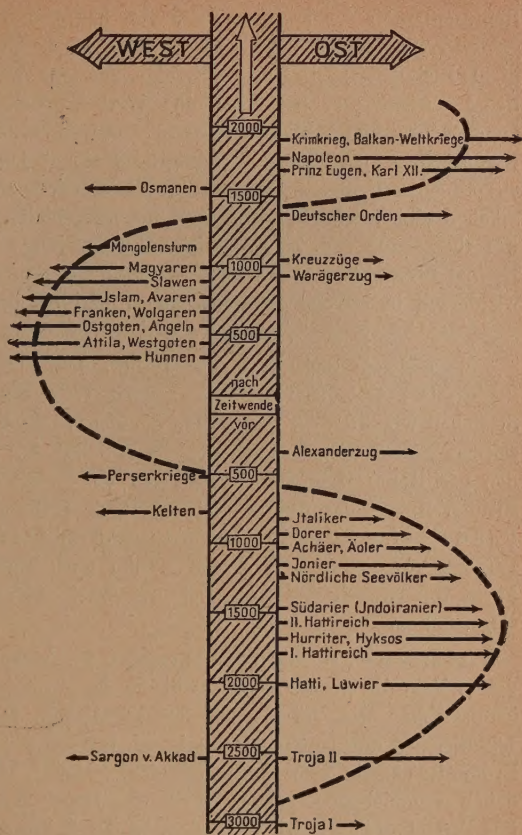 WEST
OST
2000
Krimkrieg, Balkan-Weltkriege
Napoleon
Prinz Eugen, Karl XII.
Osmanen
1500
Deutscher Orden
Mongolensturm
Kreuzzüge
Magyaren
1000
Warägerzug
Slawen
Jslam, Avaren
Franken, Wolgaren
Ostgoten, Angeln
500
Attila, Westgoten
Hunnen
nach
Zeitwende
vor
Alexanderzug
Perserkriege
500
Kelten
Jtaliker
Dorer
1000
Achäer, Äoler
Jonier
Nördliche Seevölker
1500
Südarier (Jndoiranier)
II. Hattireich
Hurriter, Hyksos
I. Hattireich
2000
Hatti, Luwier
2500
Sargon v. Akkad
Troja II
3000
Troja I